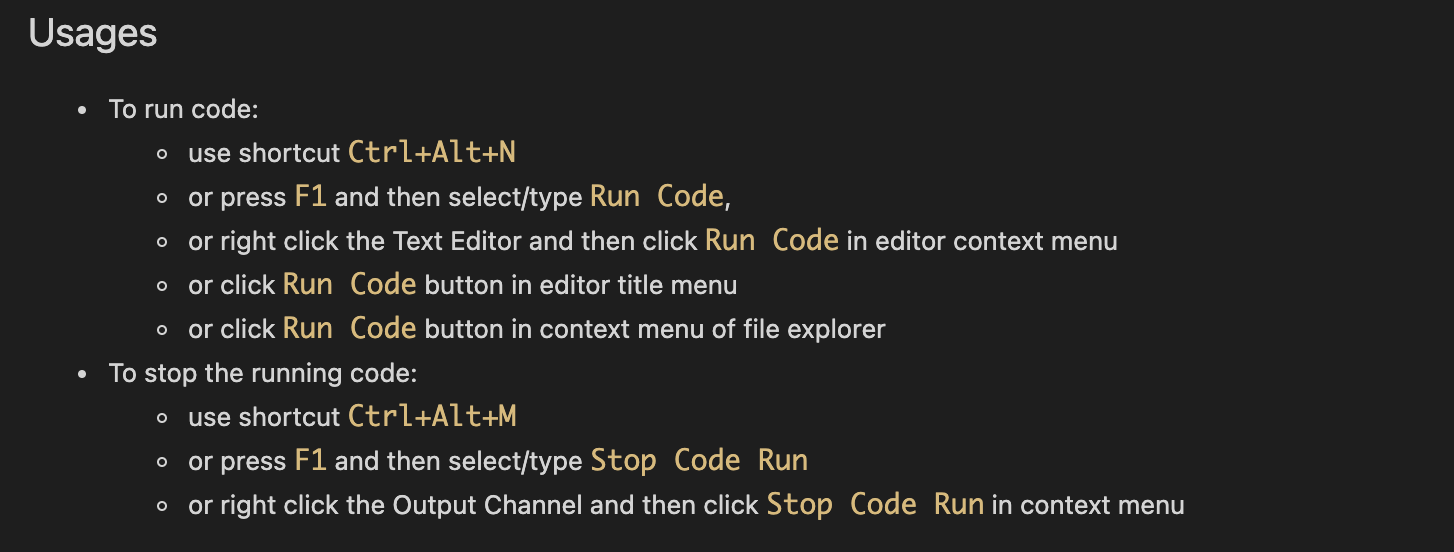 Usages
To run code:
use shortcut Ctrl+Alt+N
or press F1 and then select/type Run Code,
or right click the Text Editor and then click Run Code in editor context menu
or click Run Code button in editor title menu
or click Run Code button in context menu of file explorer
To stop the running code:
use shortcut Ctrl+Alt+M
or press F1 and then select/type Stop Code Run
or right click the Output Channel and then click Stop Code Run in context menu